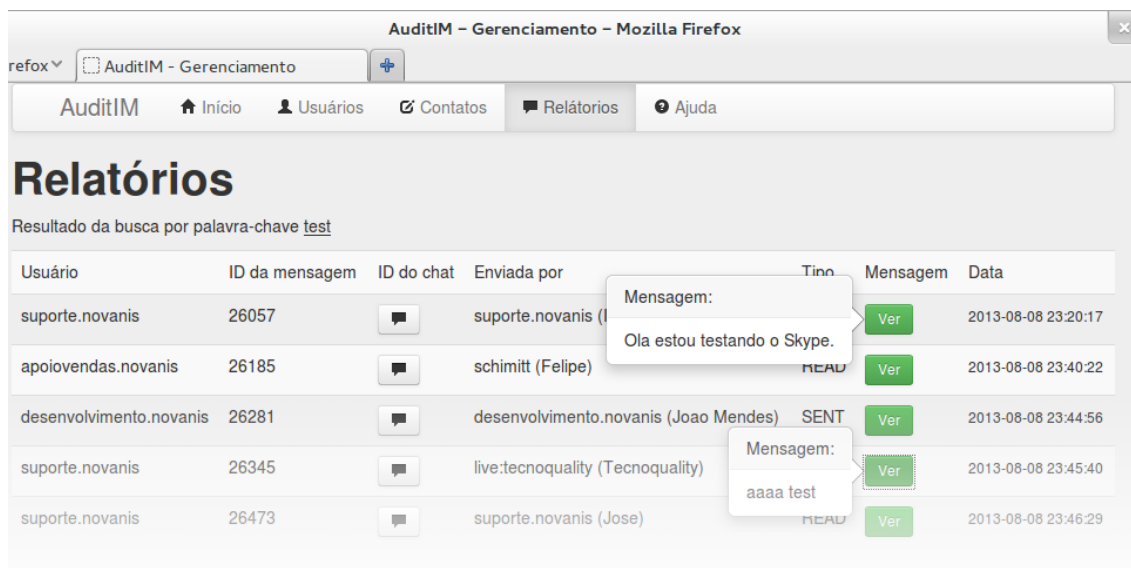 AuditIM – Gerenciamento – Mozilla Firefox
refox AuditIM - Gerenciamento
AuditIM Início Usuários Contatos Relátorios Ajuda
Relatórios
Resultado da busca por palavra-chave test
Usuário ID da mensagem ID do chat Enviada por Tipo Mensagem Data
Mensagem:
suporte.novanis 26057 suporte.novanis ( Ver 2013-08-08 23:20:17
Ola estou testando o Skype.
apoiovendas.novanis 26185 schimitt (Felipe) READ Ver 2013-08-08 23:40:22
desenvolvimento.novanis 26281 desenvolvimento.novanis (Joao Mendes) SENT Ver 2013-08-08 23:44:56
Mensagem:
suporte.novanis 26345 live:tecnoquality (Tecnoquality) Ver 2013-08-08 23:45:40
aaaa test
suporte.novanis 26473 suporte.novanis (Jose) READ Ver 2013-08-08 23:46:29